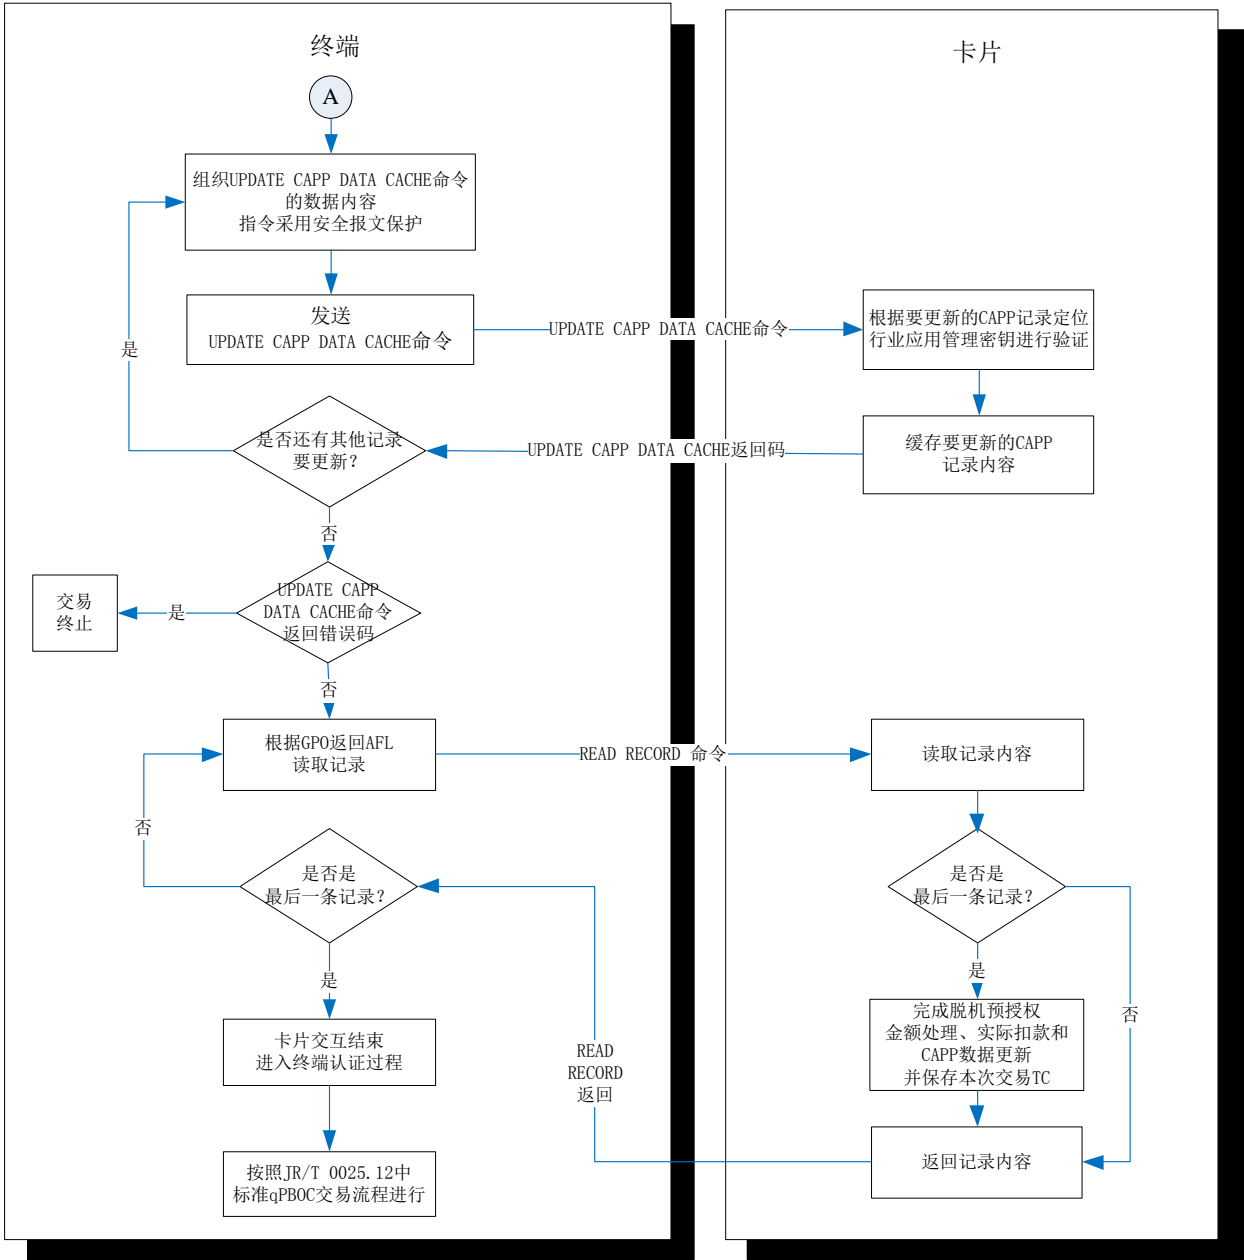 终端
卡片
A
组织UPDATE CAPP DATA CACHE命令
的数据内容
指令采用安全报文保护
发送
UPDATE CAPP DATA CACHE命令
UPDATE CAPP DATA CACHE命令
根据要更新的CAPP记录定位
行业应用管理密钥进行验证
是
是否还有其他记录
要更新？
UPDATE CAPP DATA CACHE返回码
缓存要更新的CAPP
记录内容
否
UPDATE CAPP
DATA CACHE命令
返回错误码
是
交易
终止
否
根据GPO返回AFL
读取记录
READ RECORD 命令
读取记录内容
否
是否是
最后一条记录？
是否是
最后一条记录？
是
是
否
卡片交互结束
进入终端认证过程
READ
RECORD
返回
完成脱机预授权
金额处理、实际扣款和
CAPP数据更新
并保存本次交易TC
按照JR/T 0025.12中
标准qPBOC交易流程进行
返回记录内容